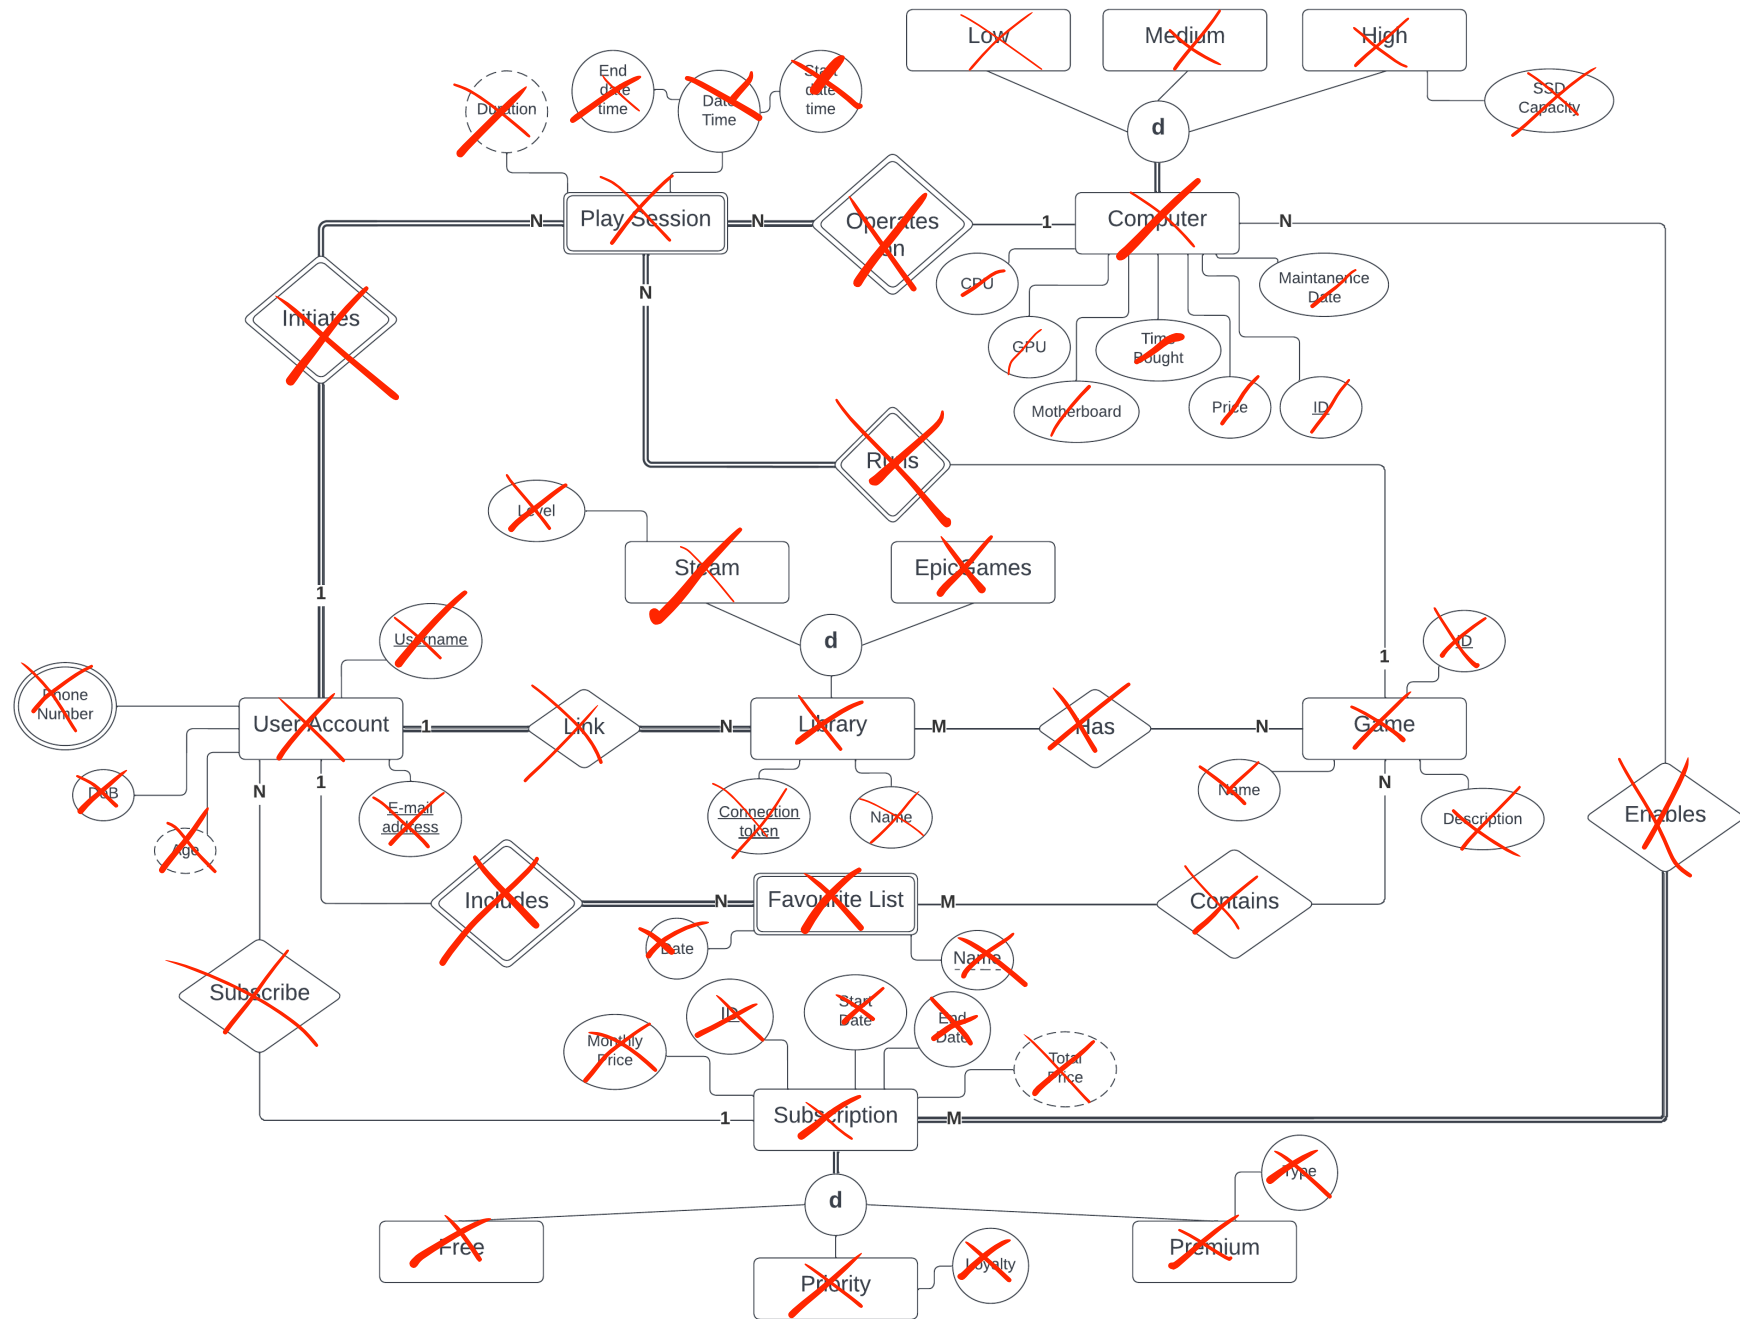 Low
Medium
High
SSD
Capacity
d
Duration
End
date
time
Date
Time
Start
date
time
Play Session
N
N
Operates
on
1
Computer
N
N
CPU
GPU
Motherboard
Time
Bought
Price
ID
Maintanence
Date
Initiates
1
Runs
Level
Steam
Epic Games
d
1
ID
Username
Phone
Number
User Account
1
Link
N
Library
M
Has
N
Game
DoB
Age
N
1
E-mail
address
Connection
token
Name
Name
N
Description
Enables
Includes
N
Favourite List
M
Contains
Date
Name
Subscribe
Monthly
Price
ID
Start
Date
End
Date
Total
Price
1
Subscription
M
d
Free
Priority
Loyalty
Premium
Type